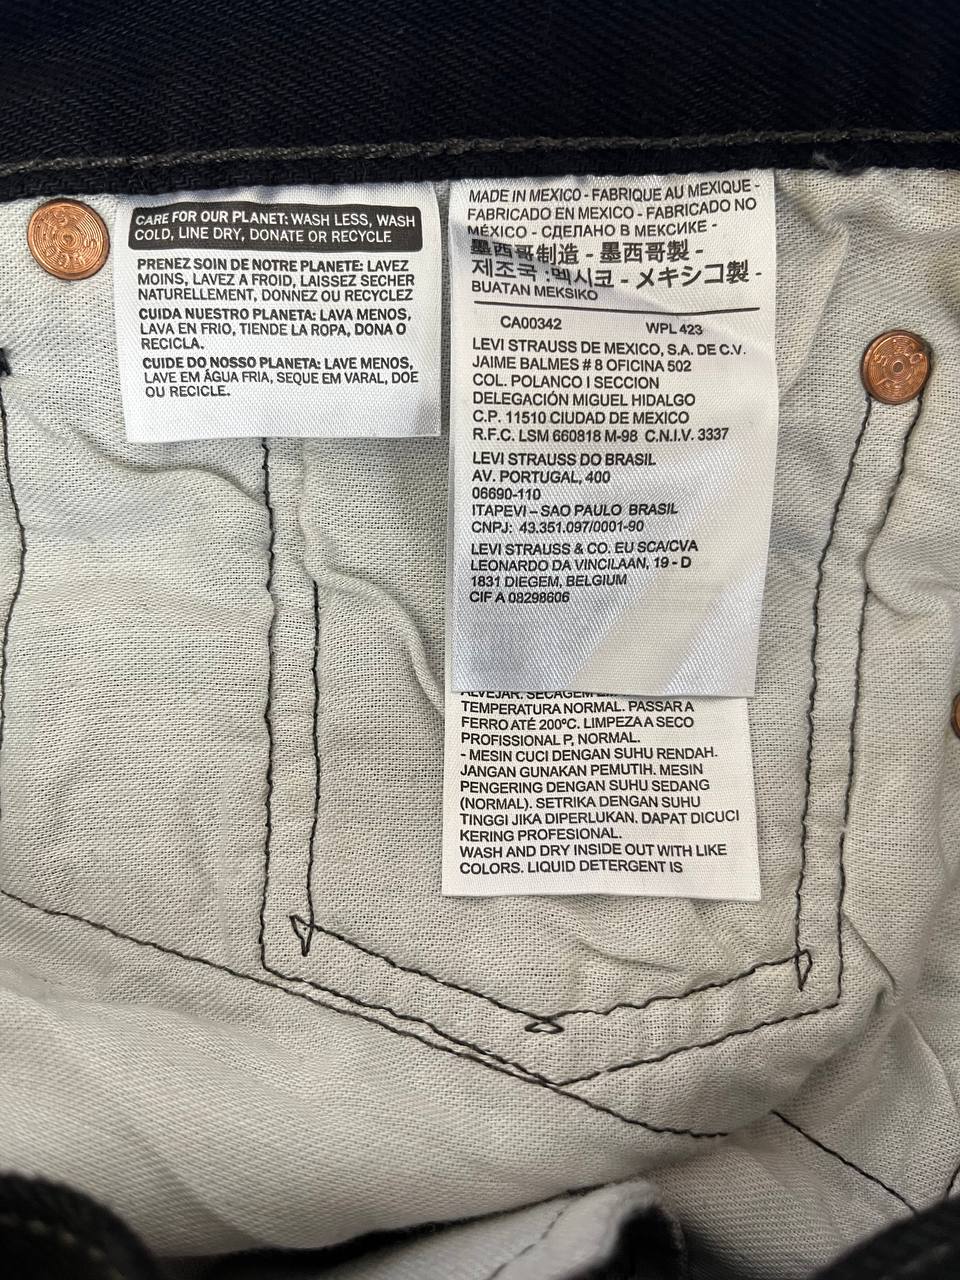 CARE FOR OUR PLANET: WASH LESS, WASH
COLD, LINE DRY, DONATE OR RECYCLE.
PRENEZ SOIN DE NOTRE PLANETE: LAVEZ
MOINS, LAVEZ A FROID, LAISSEZ SECHER
NATURELLEMENT, DONNEZ OU RECYCLEZ
CUIDA NUESTRO PLANETA: LAVA MENOS,
LAVA EN FRIO, TIENDE LA ROPA, DONA O
RECICLA.
CUIDE DO NOSSO PLANETA: LAVE MENOS,
LAVE EM ÁGUA FRIA, SEQUE EM VARAL, DOE
OU RECICLE.
MADE IN MEXICO - FABRIQUE AU MEXIQUE -
FABRICADO EN MEXICO - FABRICADO NO
MÉXICO - СДЕЛАНО В МЕКСИКЕ -
墨西哥制造 - 墨西哥製 -
제조국 :멕시코 - メキシコ製 -
BUATAN MEKSIKO
CA00342 WPL 423
LEVI STRAUSS DE MEXICO, S.A. DE C.V.
JAIME BALMES # 8 OFICINA 502
COL. POLANCO I SECCION
DELEGACIÓN MIGUEL HIDALGO
C.P. 11510 CIUDAD DE MEXICO
R.F.C. LSM 660818 M-98 C.N.I.V. 3337
LEVI STRAUSS DO BRASIL
AV. PORTUGAL, 400
06690-110
ITAPEVI – SAO PAULO BRASIL
CNPJ: 43.351.097/0001-90
LEVI STRAUSS & CO. EU SCA/CVA
LEONARDO DA VINCILAAN, 19 - D
1831 DIEGEM, BELGIUM
CIF A 08298606
ALVEJAR. SECAGEM
TEMPERATURA NORMAL. PASSAR A
FERRO ATÉ 200ºC. LIMPEZA A SECO
PROFISSIONAL P, NORMAL.
- MESIN CUCI DENGAN SUHU RENDAH.
JANGAN GUNAKAN PEMUTIH. MESIN
PENGERING DENGAN SUHU SEDANG
(NORMAL). SETRIKA DENGAN SUHU
TINGGI JIKA DIPERLUKAN. DAPAT DICUCI
KERING PROFESIONAL.
WASH AND DRY INSIDE OUT WITH LIKE
COLORS. LIQUID DETERGENT IS